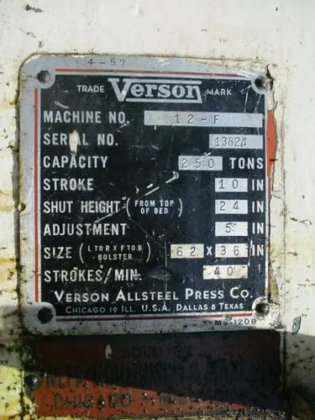 4-57
TRADE Verson MARK
MACHINE NO. 12-F
SERIAL NO. 13824
CAPACITY 250 TONS
STROKE 10 IN
SHUT HEIGHT (FROM TOP OF BED) 24 IN
ADJUSTMENT 5 IN
SIZE (L TO R X F TO B BOLSTER) 62 X 36 IN
STROKES/MIN. 40
VERSON ALLSTEEL PRESS CO.
CHICAGO 19 ILL. U.S.A. DALLAS 8 TEXAS
CHICAGO